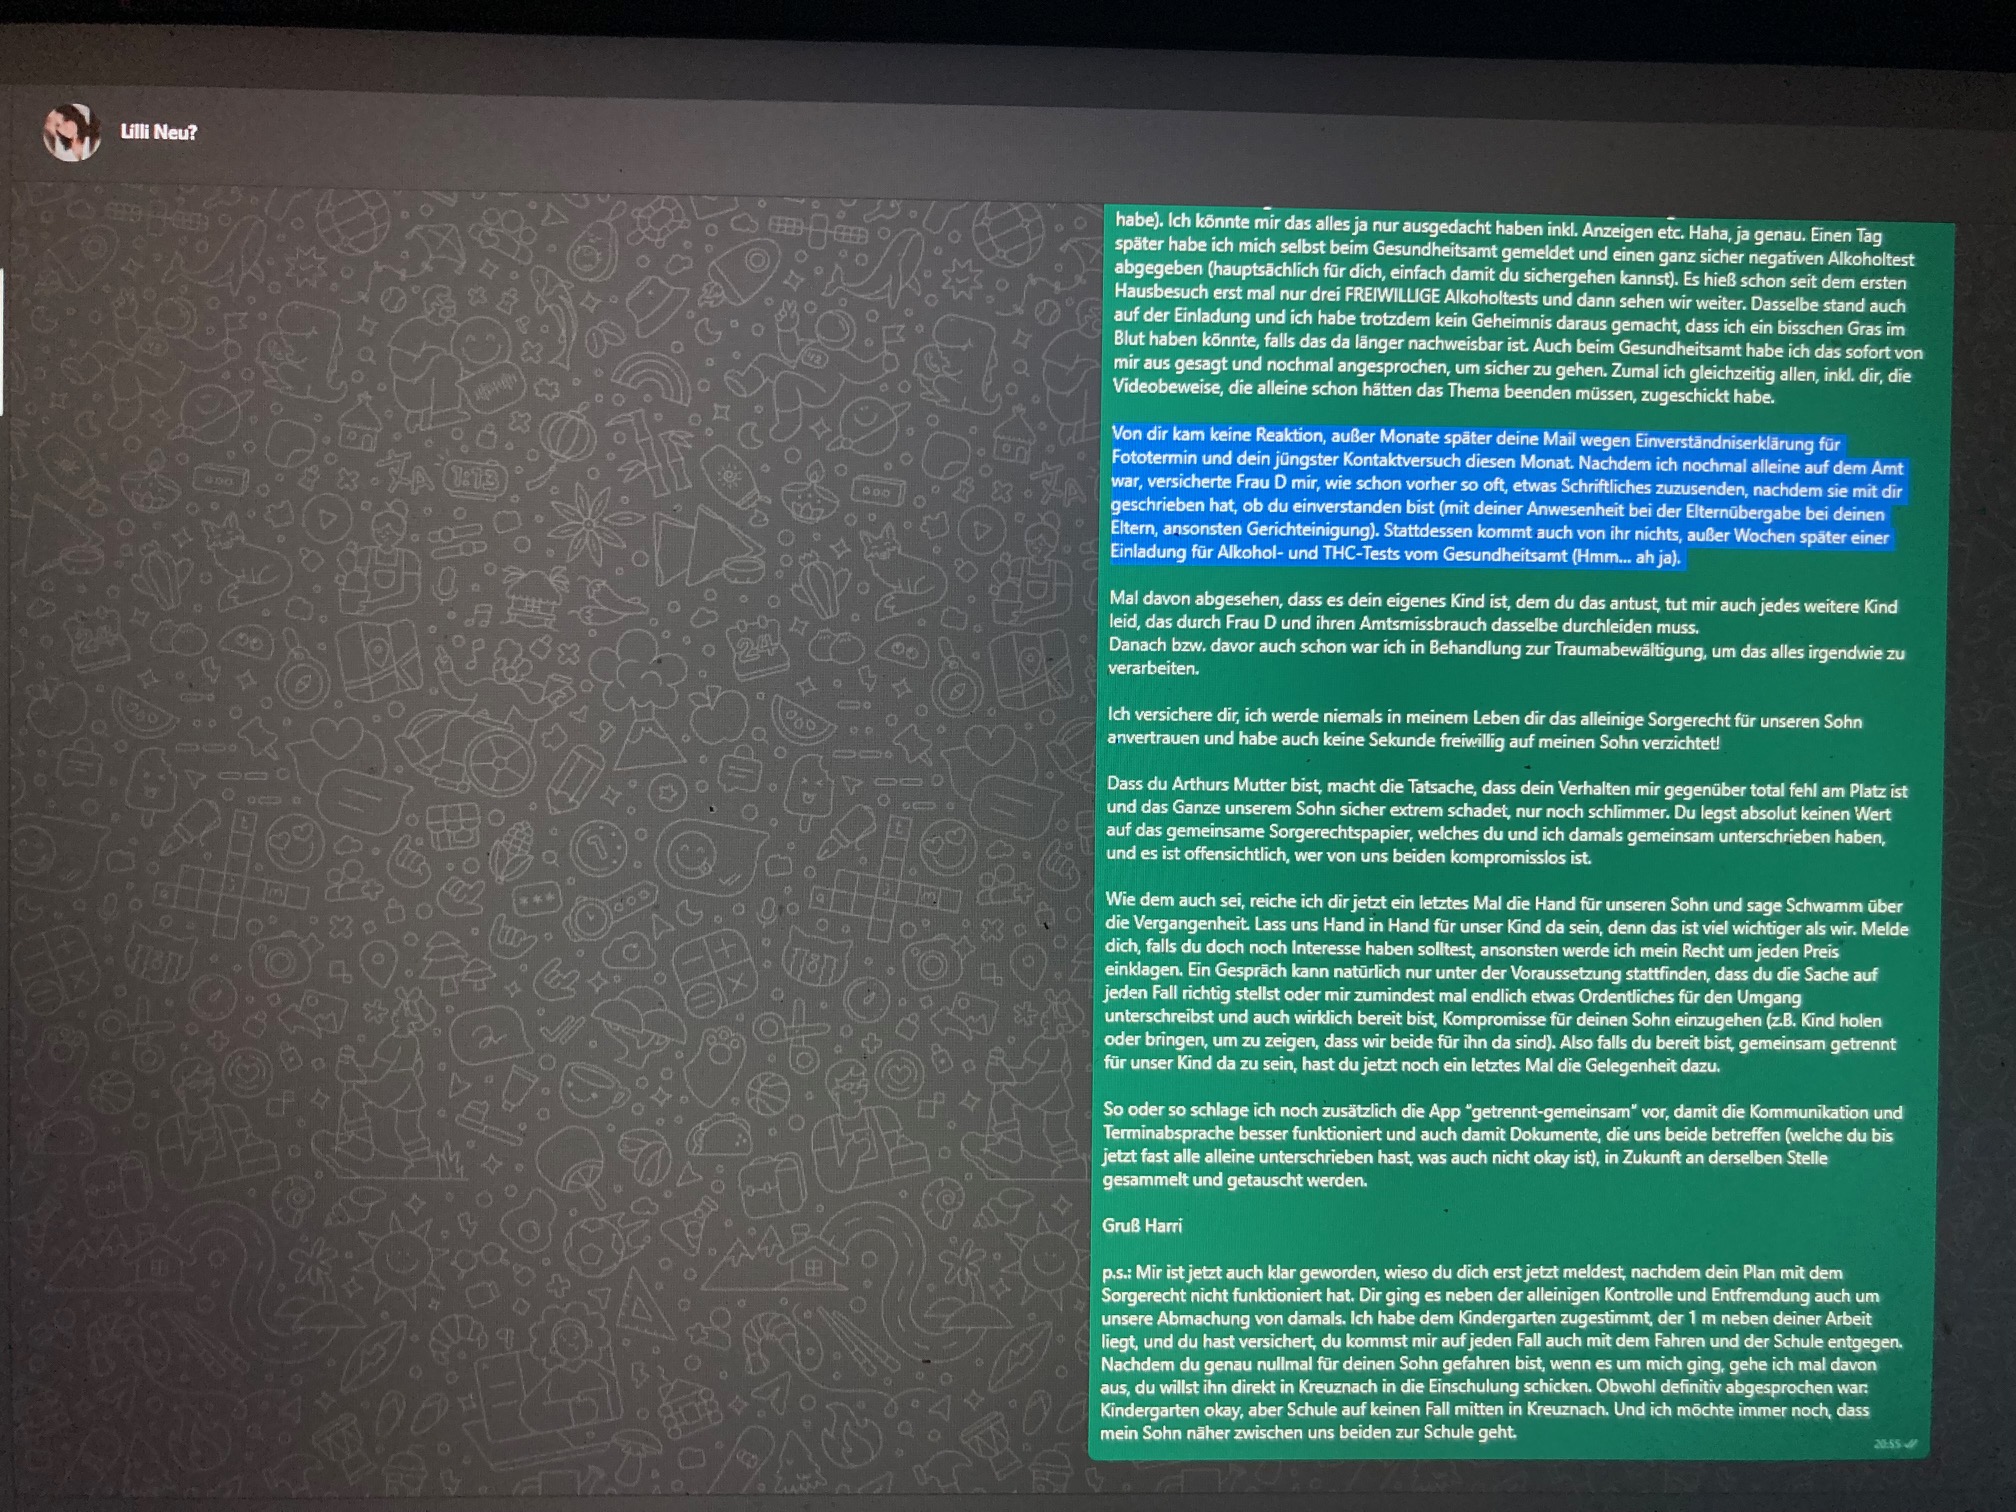 Lilli Neu?
habe). Ich könnte mir das alles ja nur ausgedacht haben inkl. Anzeigen etc. Haha, ja genau. Einen Tag
später habe ich mich selbst beim Gesundheitsamt gemeldet und einen ganz sicher negativen Alkoholtest
abgegeben (hauptsächlich für dich, einfach damit du sichergehen kannst). Es hieß schon seit dem ersten
Hausbesuch erst mal nur drei FREIWILLIGE Alkoholtests und dann sehen wir weiter. Dasselbe stand auch
auf der Einladung und ich habe trotzdem kein Geheimnis daraus gemacht, dass ich ein bisschen Gras im
Blut haben könnte, falls das da länger nachweisbar ist. Auch beim Gesundheitsamt habe ich das sofort von
mir aus gesagt und nochmal angesprochen, um sicher zu gehen. Zumal ich gleichzeitig allen, inkl. dir, die
Videobeweise, die alleine schon hätten das Thema beenden müssen, zugeschickt habe.
Von dir kam keine Reaktion, außer Monate später deine Mail wegen Einverständniserklärung für
Fototermin und dein jüngster Kontaktversuch diesen Monat. Nachdem ich nochmal alleine auf dem Amt
war, versicherte Frau D mir, wie schon vorher so oft, etwas Schriftliches zuzusenden, nachdem sie mit dir
geschrieben hat, ob du einverstanden bist (mit deiner Anwesenheit bei der Elternübergabe bei deinen
Eltern, ansonsten Gerichteinigung). Stattdessen kommt auch von ihr nichts, außer Wochen später einer
Einladung für Alkohol- und THC-Tests vom Gesundheitsamt (Hmm... ah ja).
Mal davon abgesehen, dass es dein eigenes Kind ist, dem du das antust, tut mir auch jedes weitere Kind
leid, das durch Frau D und ihren Amtsmissbrauch dasselbe durchleiden muss.
Danach bzw. davor auch schon war ich in Behandlung zur Traumabewältigung, um das alles irgendwie zu
verarbeiten.
Ich versichere dir, ich werde niemals in meinem Leben dir das alleinige Sorgerecht für unseren Sohn
anvertrauen und habe auch keine Sekunde freiwillig auf meinen Sohn verzichtet!
Dass du Arthurs Mutter bist, macht die Tatsache, dass dein Verhalten mir gegenüber total fehl am Platz ist
und das Ganze unserem Sohn sicher extrem schadet, nur noch schlimmer. Du legst absolut keinen Wert
auf das gemeinsame Sorgerechtspapier, welches du und ich damals gemeinsam unterschrieben haben,
und es ist offensichtlich, wer von uns beiden kompromisslos ist.
Wie dem auch sei, reiche ich dir jetzt ein letztes Mal die Hand für unseren Sohn und sage Schwamm über
die Vergangenheit. Lass uns Hand in Hand für unser Kind da sein, denn das ist viel wichtiger als wir. Melde
dich, falls du doch noch Interesse haben solltest, ansonsten werde ich mein Recht um jeden Preis
einklagen. Ein Gespräch kann natürlich nur unter der Voraussetzung stattfinden, dass du die Sache auf
jeden Fall richtig stellst oder mir zumindest mal endlich etwas Ordentliches für den Umgang
unterschreibst und auch wirklich bereit bist, Kompromisse für deinen Sohn einzugehen (z.B. Kind holen
oder bringen, um zu zeigen, dass wir beide für ihn da sind). Also falls du bereit bist, gemeinsam getrennt
für unser Kind da zu sein, hast du jetzt noch ein letztes Mal die Gelegenheit dazu.
So oder so schlage ich noch zusätzlich die App "getrennt-gemeinsam" vor, damit die Kommunikation und
Terminabsprache besser funktioniert und auch damit Dokumente, die uns beide betreffen (welche du bis
jetzt fast alle alleine unterschrieben hast, was auch nicht okay ist), in Zukunft an derselben Stelle
gesammelt und getauscht werden.
Gruß Harri
p.s.: Mir ist jetzt auch klar geworden, wieso du dich erst jetzt meldest, nachdem dein Plan mit dem
Sorgerecht nicht funktioniert hat. Dir ging es neben der alleinigen Kontrolle und Entfremdung auch um
unsere Abmachung von damals. Ich habe dem Kindergarten zugestimmt, der 1 m neben deiner Arbeit
liegt, und du hast versichert, du kommst mir auf jeden Fall auch mit dem Fahren und der Schule entgegen.
Nachdem du genau nullmal für deinen Sohn gefahren bist, wenn es um mich ging, gehe ich mal davon
aus, du willst ihn direkt in Kreuznach in die Einschulung schicken. Obwohl definitiv abgesprochen war:
Kindergarten okay, aber Schule auf keinen Fall mitten in Kreuznach. Und ich möchte immer noch, dass
mein Sohn näher zwischen uns beiden zur Schule geht.
20:55